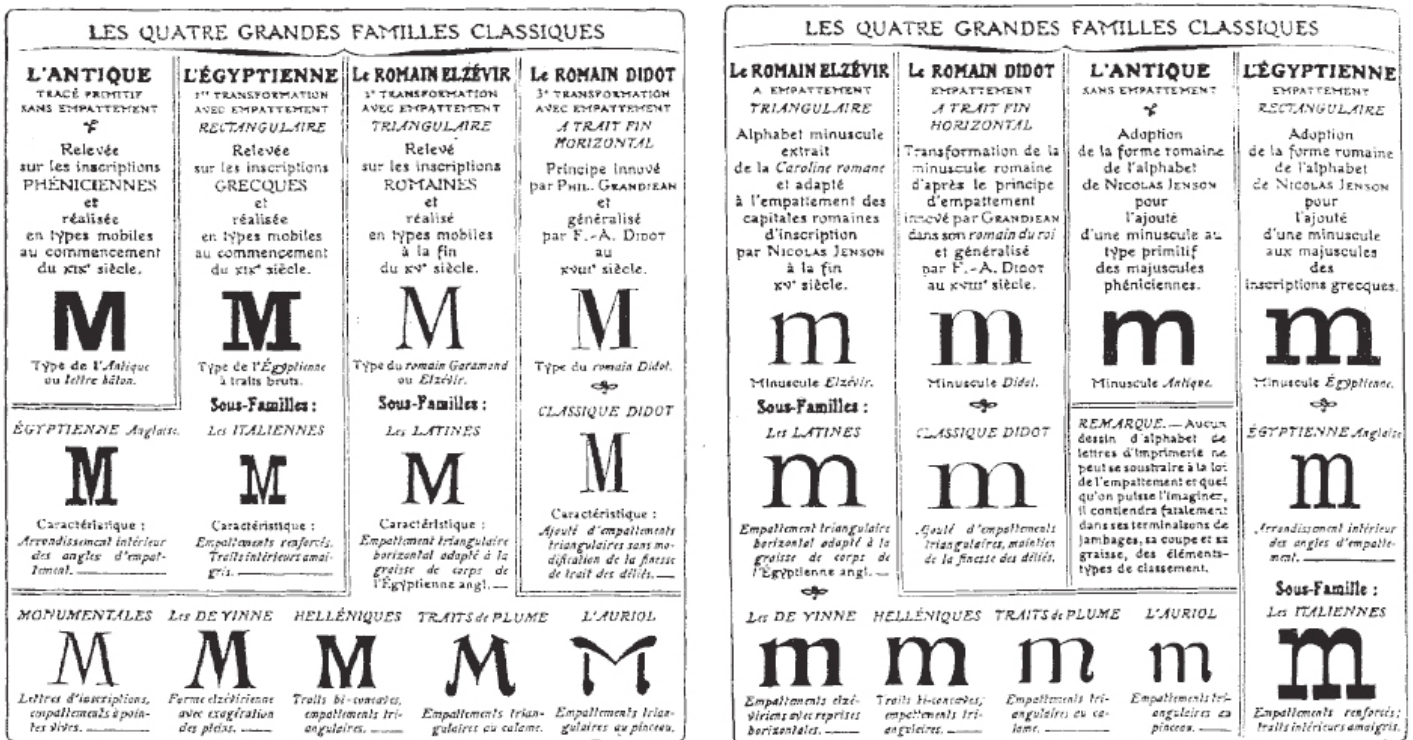 LES QUATRE GRANDES FAMILLES CLASSIQUES
L'ANTIQUE
TRACÉ PRIMITIF
SANS EMPATTEMENT
Relevée
sur les inscriptions
PHÉNICIENNES
et
réalisée
en types mobiles
au commencement
du XIXe siècle.
M
Type de l'Antique
ou lettre bâton.
L'ÉGYPTIENNE
1re TRANSFORMATION
AVEC EMPATTEMENT
RECTANGULAIRE
Relevée
sur les inscriptions
GRECQUES
et
réalisée
en types mobiles
au commencement
du XIXe siècle.
M
Type de l'Égyptienne
à traits bruts.
Le ROMAIN ELZÉVIR
2e TRANSFORMATION
AVEC EMPATTEMENT
TRIANGULAIRE
Relevé
sur les inscriptions
ROMAINES
et
réalisé
en types mobiles
à la fin
du XVe siècle.
M
Type du romain Garamond
ou Elzévir.
Le ROMAIN DIDOT
3e TRANSFORMATION
AVEC EMPATTEMENT
A TRAIT FIN
HORIZONTAL
Principe innové
par PHIL. GRANDJEAN
et
généralisé
par F.-A. DIDOT
au
XVIIIe siècle.
M
Type du romain Didot.
ÉGYPTIENNE Anglaise.
M
Caractéristique :
Arrondissement intérieur
des angles d'empat-
tement.
Sous-Familles :
Les ITALIENNES
M
Caractéristique :
Empattements renforcés.
Traits intérieurs amai-
gris.
Sous-Familles :
Les LATINES
M
Caractéristique :
Empattement triangulaire
horizontal adapté à la
graisse de corps de
l'Égyptienne angl.
CLASSIQUE DIDOT
M
Caractéristique :
Ajouté d'empattements
triangulaires sans mo-
dification de la finesse
de trait des déliés.
MONUMENTALES
M
Lettres d'inscriptions,
empattements à poin-
tes vives.
Les DE VINNE
M
Forme elzévirienne
avec exagération
des pleins.
HELLÉNIQUES
M
Traits bi-concaves,
empattements tri-
angulaires.
TRAITS de PLUME
M
Empattements trian-
gulaires au calame.
L'AURIOL
M
Empattements trian-
gulaires au pinceau.
LES QUATRE GRANDES FAMILLES CLASSIQUES
Le ROMAIN ELZÉVIR
A EMPATTEMENT
TRIANGULAIRE
Alphabet minuscule
extrait
de la Caroline romane
et adapté
à l'empattement des
capitales romaines
d'inscription
par NICOLAS JENSON
à la fin
XVe siècle.
m
Minuscule Elzévir.
Le ROMAIN DIDOT
EMPATTEMENT
A TRAIT FIN
HORIZONTAL
Transformation de la
minuscule romaine
d'après le principe
d'empattement
innové par GRANDJEAN
dans son romain du roi
et généralisé
par F.-A. DIDOT
au XVIIIe siècle.
m
Minuscule Didot.
L'ANTIQUE
SANS EMPATTEMENT
Adoption
de la forme romaine
de l'alphabet
de NICOLAS JENSON
pour
l'ajouté
d'une minuscule au
type primitif
des majuscules
phéniciennes.
m
Minuscule Antique.
L'ÉGYPTIENNE
EMPATTEMENT
RECTANGULAIRE
Adoption
de la forme romaine
de l'alphabet
de NICOLAS JENSON
pour
l'ajouté
d'une minuscule
aux majuscules
des
inscriptions grecques.
m
Minuscule Égyptienne.
Sous-Familles :
Les LATINES
m
Empattement triangulaire
horizontal adapté à la
graisse de corps de
l'Égyptienne angl.
CLASSIQUE DIDOT
m
Ajouté d'empattements
triangulaires, maintien
de la finesse des déliés.
REMARQUE. — Aucun
dessin d'alphabet de
lettres d'imprimerie ne
peut se soustraire à la loi
de l'empattement et quel
qu'on puisse l'imaginer,
il contiendra fatalement
dans ses terminaisons de
jambages, sa coupe et sa
graisse, des éléments-
types de classement.
ÉGYPTIENNE Anglaise
m
Arrondissement intérieur
des angles d'empatte-
ment.
Les DE VINNE
m
Empattements elzé-
viriens avec reprises
horizontales.
HELLÉNIQUES
m
Traits bi-concaves;
empattements tri-
angulaires.
TRAITS de PLUME
m
Empattements tri-
angulaires au ca-
lame.
L'AURIOL
m
Empattements tri-
angulaires au
pinceau.
Sous-Famille :
Les ITALIENNES
m
Empattements renforcés;
traits intérieurs amaigris.